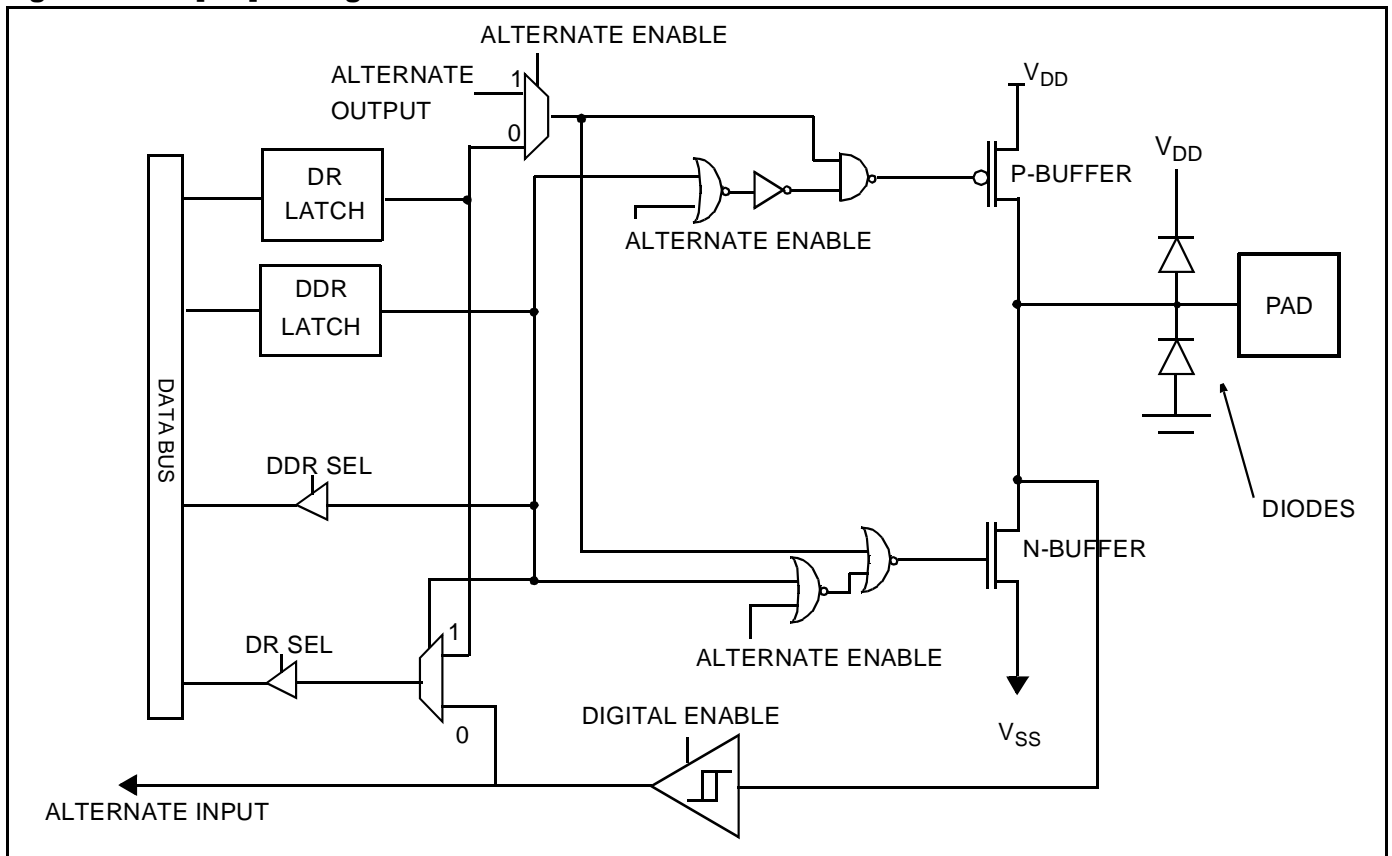 ALTERNATE ENABLE
ALTERNATE
OUTPUT
1
0
VDD
VDD
P-BUFFER
DR
LATCH
ALTERNATE ENABLE
DDR
LATCH
PAD
DATA BUS
DDR SEL
DIODES
N-BUFFER
1
DR SEL
ALTERNATE ENABLE
0
DIGITAL ENABLE
VSS
ALTERNATE INPUT